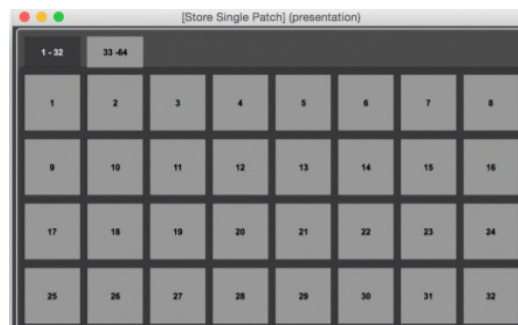 [Store Single Patch] (presentation)
1 - 32 33 -64
1 2 3 4 5 6 7 8
9 10 11 12 13 14 15 16
17 18 19 20 21 22 23 24
25 26 27 28 29 30 31 32